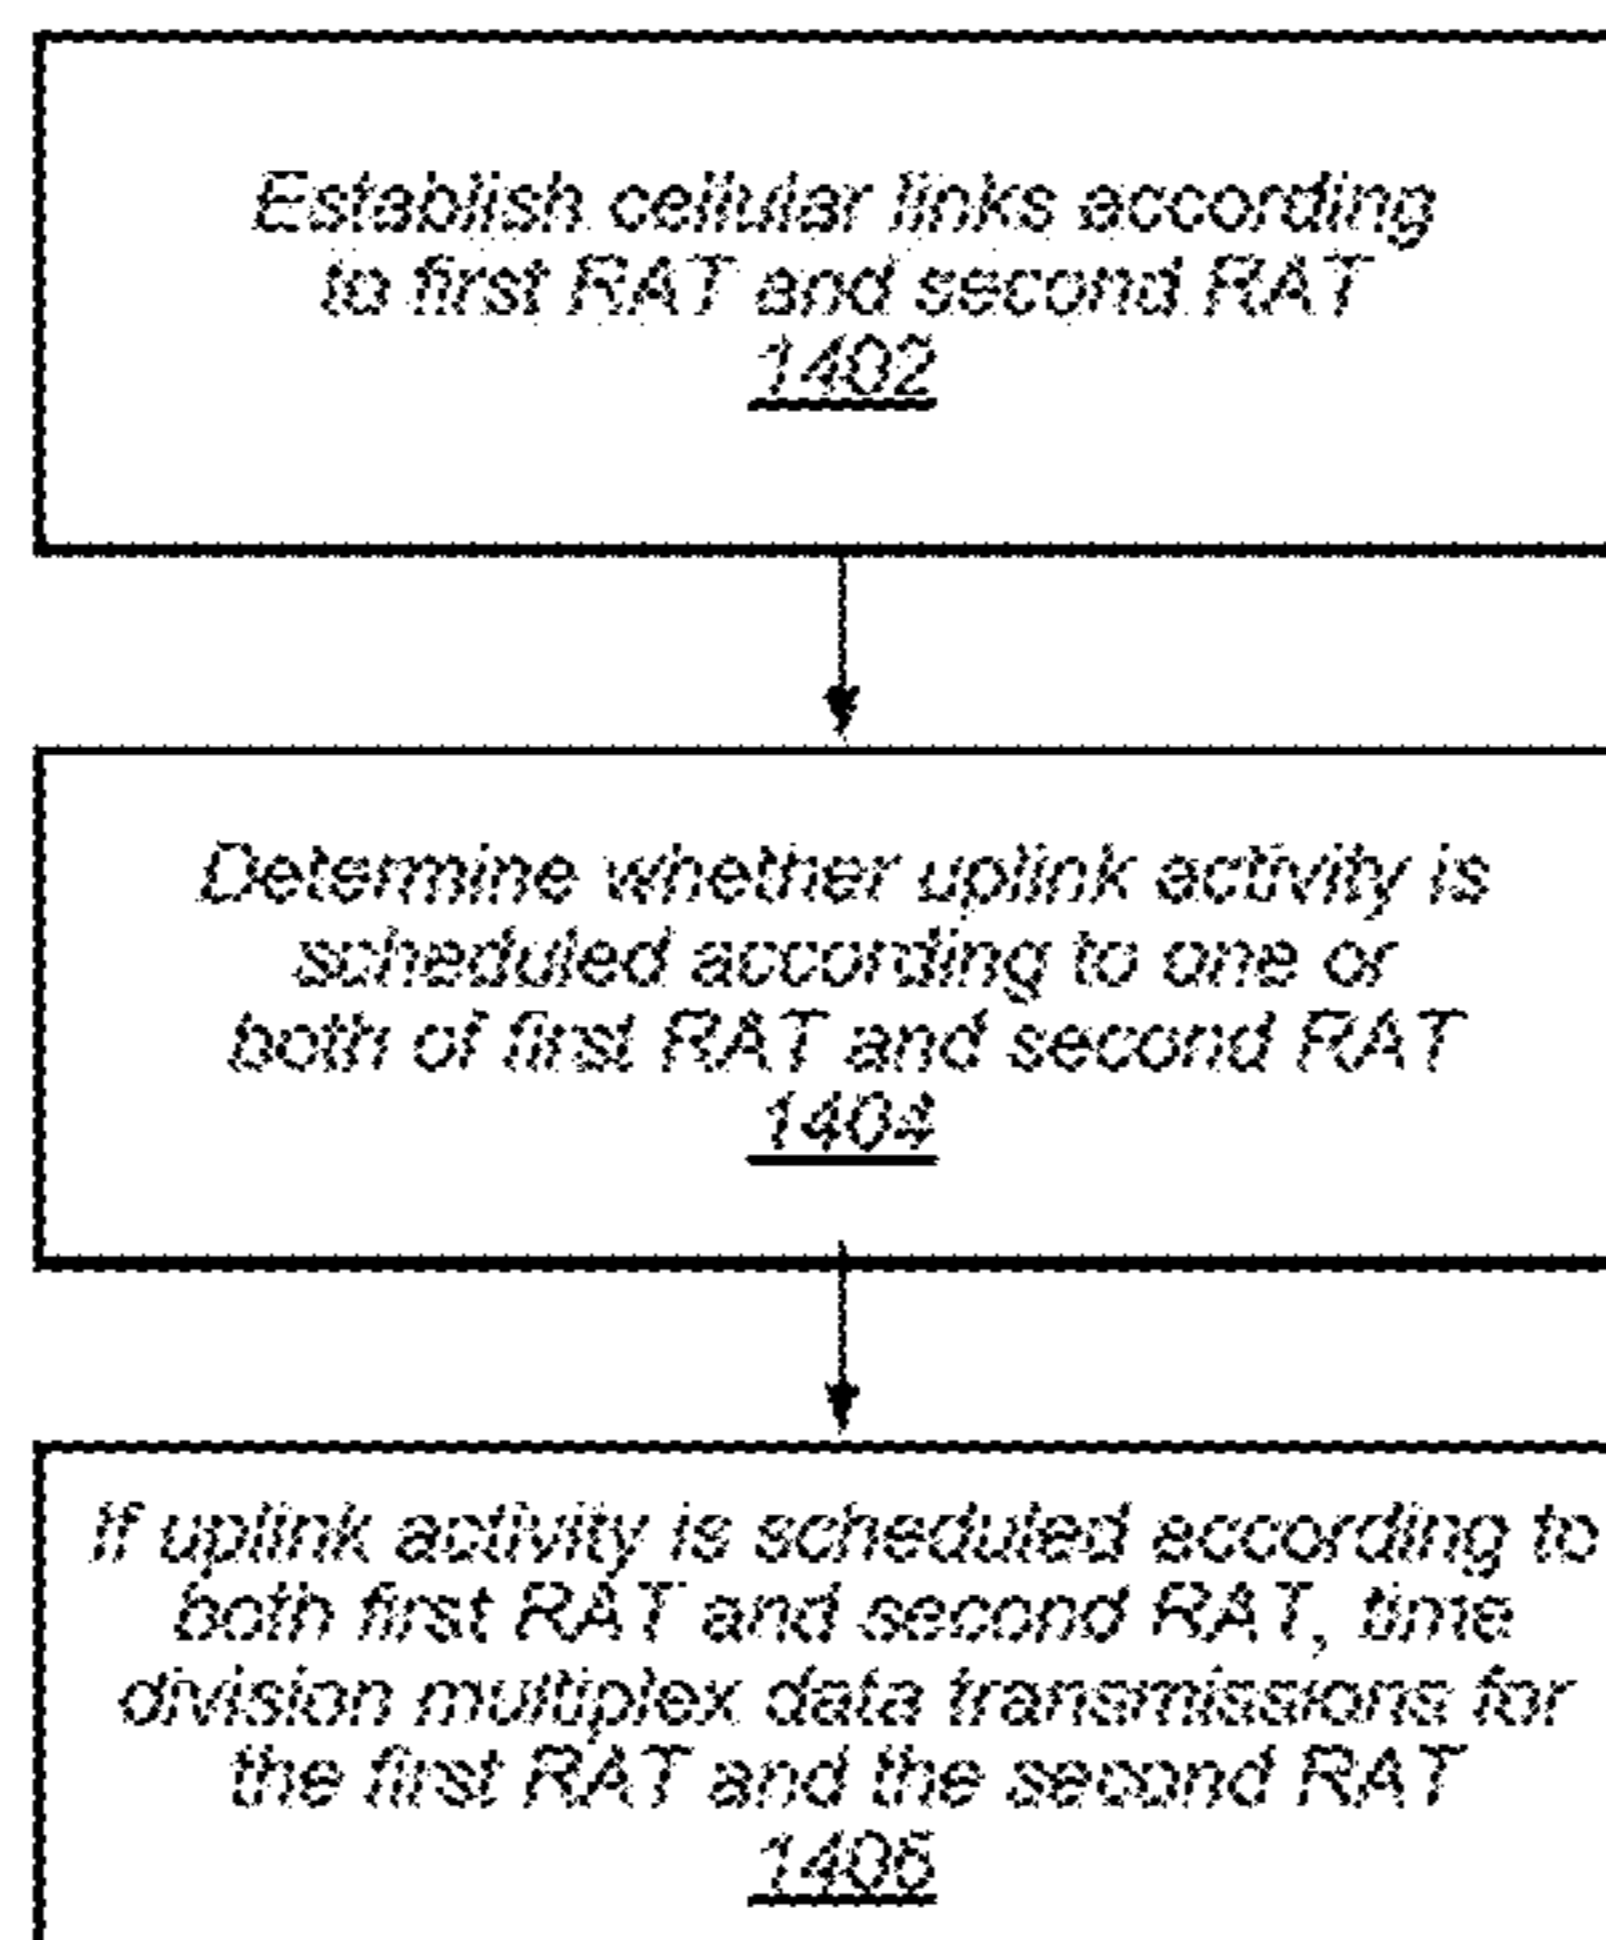 Establish cellular links according
to first RAT and second RAT
1402
Determine whether uplink activity is
scheduled according to one or
both of first RAT and second RAT
1404
If uplink activity is scheduled according to
both first RAT and second RAT, time
division multiplex data transmissions for
the first RAT and the second RAT
1406